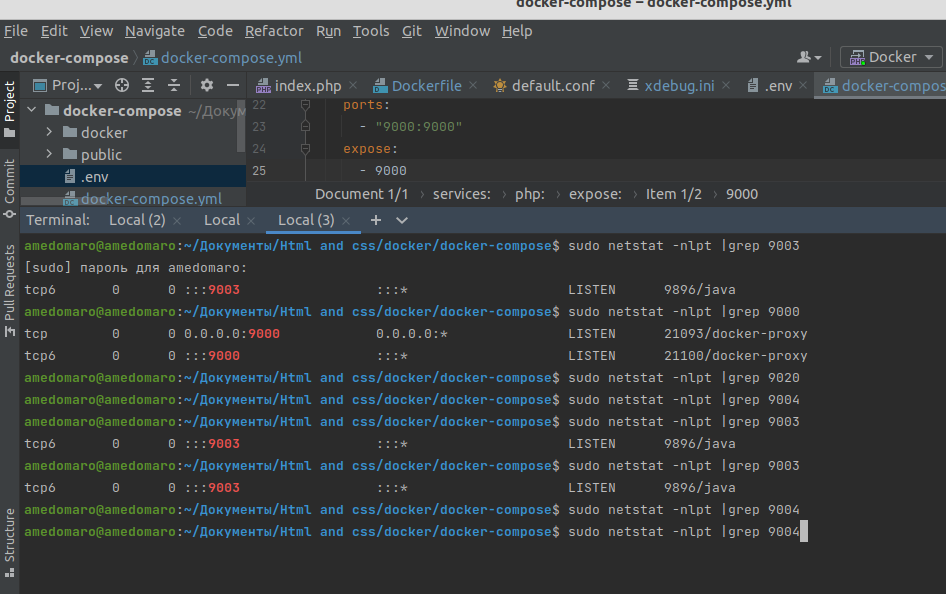 docker-compose – docker-compose.yml
File Edit View Navigate Code Refactor Run Tools Git Window Help
docker-compose docker-compose.yml Docker
Project
Proj... index.php Dockerfile default.conf xdebug.ini .env docker-compos
docker-compose ~/Докум
docker
public
.env
docker-compose.yml
22 ports:
23 - "9000:9000"
24 expose:
25 - 9000
Document 1/1 services: php: expose: Item 1/2 9000
Commit
Pull Requests
Structure
Terminal: Local (2) Local Local (3)
amedomaro@amedomaro:~/Документы/Html and css/docker/docker-compose$ sudo netstat -nlpt |grep 9003
[sudo] пароль для amedomaro:
tcp6 0 0 :::9003 :::* LISTEN 9896/java
amedomaro@amedomaro:~/Документы/Html and css/docker/docker-compose$ sudo netstat -nlpt |grep 9000
tcp 0 0 0.0.0.0:9000 0.0.0.0:* LISTEN 21093/docker-proxy
tcp6 0 0 :::9000 :::* LISTEN 21100/docker-proxy
amedomaro@amedomaro:~/Документы/Html and css/docker/docker-compose$ sudo netstat -nlpt |grep 9020
amedomaro@amedomaro:~/Документы/Html and css/docker/docker-compose$ sudo netstat -nlpt |grep 9004
amedomaro@amedomaro:~/Документы/Html and css/docker/docker-compose$ sudo netstat -nlpt |grep 9003
tcp6 0 0 :::9003 :::* LISTEN 9896/java
amedomaro@amedomaro:~/Документы/Html and css/docker/docker-compose$ sudo netstat -nlpt |grep 9003
tcp6 0 0 :::9003 :::* LISTEN 9896/java
amedomaro@amedomaro:~/Документы/Html and css/docker/docker-compose$ sudo netstat -nlpt |grep 9004
amedomaro@amedomaro:~/Документы/Html and css/docker/docker-compose$ sudo netstat -nlpt |grep 9004